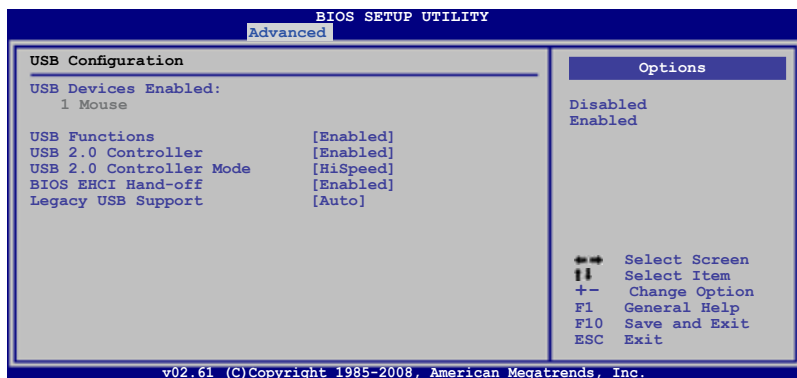 BIOS SETUP UTILITY
Advanced
USB Configuration
USB Devices Enabled:
1 Mouse
USB Functions [Enabled]
USB 2.0 Controller [Enabled]
USB 2.0 Controller Mode [HiSpeed]
BIOS EHCI Hand-off [Enabled]
Legacy USB Support [Auto]
Options
Disabled
Enabled
Select Screen
Select Item
+- Change Option
F1 General Help
F10 Save and Exit
ESC Exit
v02.61 (C)Copyright 1985-2008, American Megatrends, Inc.